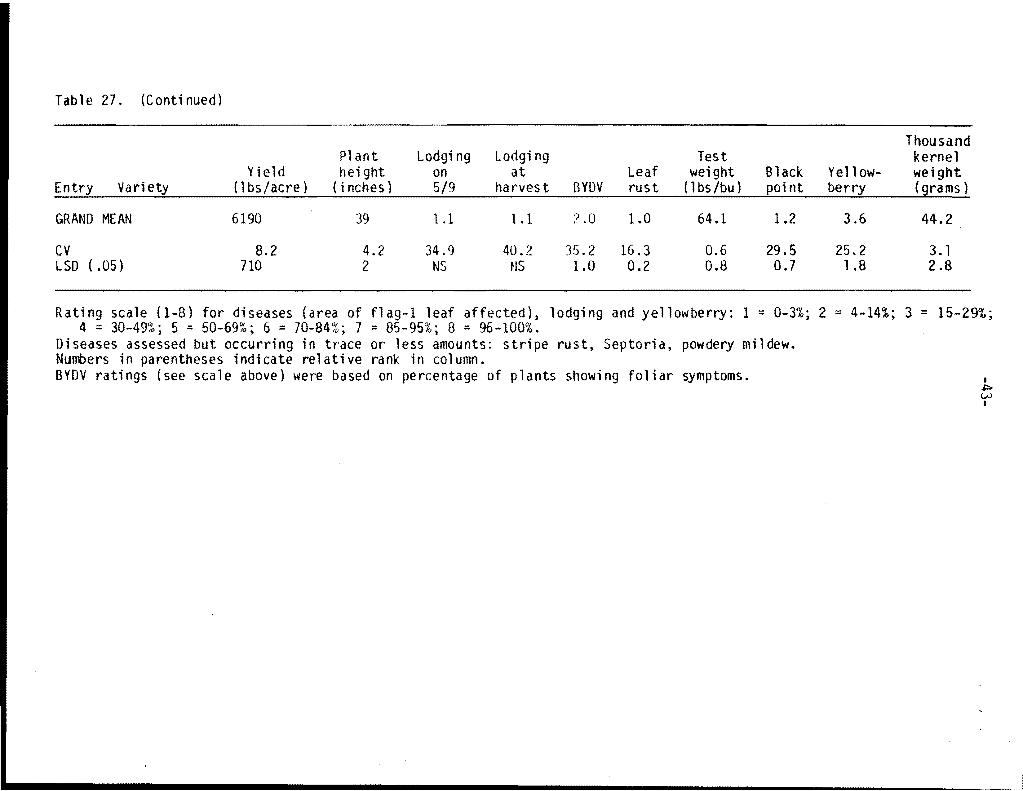 Table 27. (Continued)
Thousand
Plant Lodging Lodging Test kernel
Yield height on at Leaf weight Black Yellow- weight
Entry Variety (lbs/acre) (inches) 5/9 harvest BYDV rust (lbs/bu) point berry (grams)
GRAND MEAN 6190 39 1.1 1.1 2.0 1.0 64.1 1.2 3.6 44.2
CV 8.2 4.2 34.9 40.2 35.2 16.3 0.6 29.5 25.2 3.1
LSD (.05) 710 2 NS NS 1.0 0.2 0.8 0.7 1.8 2.8
Rating scale (1-8) for diseases (area of flag-1 leaf affected), lodging and yellowberry: 1 = 0-3%; 2 = 4-14%; 3 = 15-29%;
4 = 30-49%; 5 = 50-69%; 6 = 70-84%; 7 = 85-95%; 8 = 96-100%.
Diseases assessed but occurring in trace or less amounts: stripe rust, Septoria, powdery mildew.
Numbers in parentheses indicate relative rank in column.
BYDV ratings (see scale above) were based on percentage of plants showing foliar symptoms.
-43-